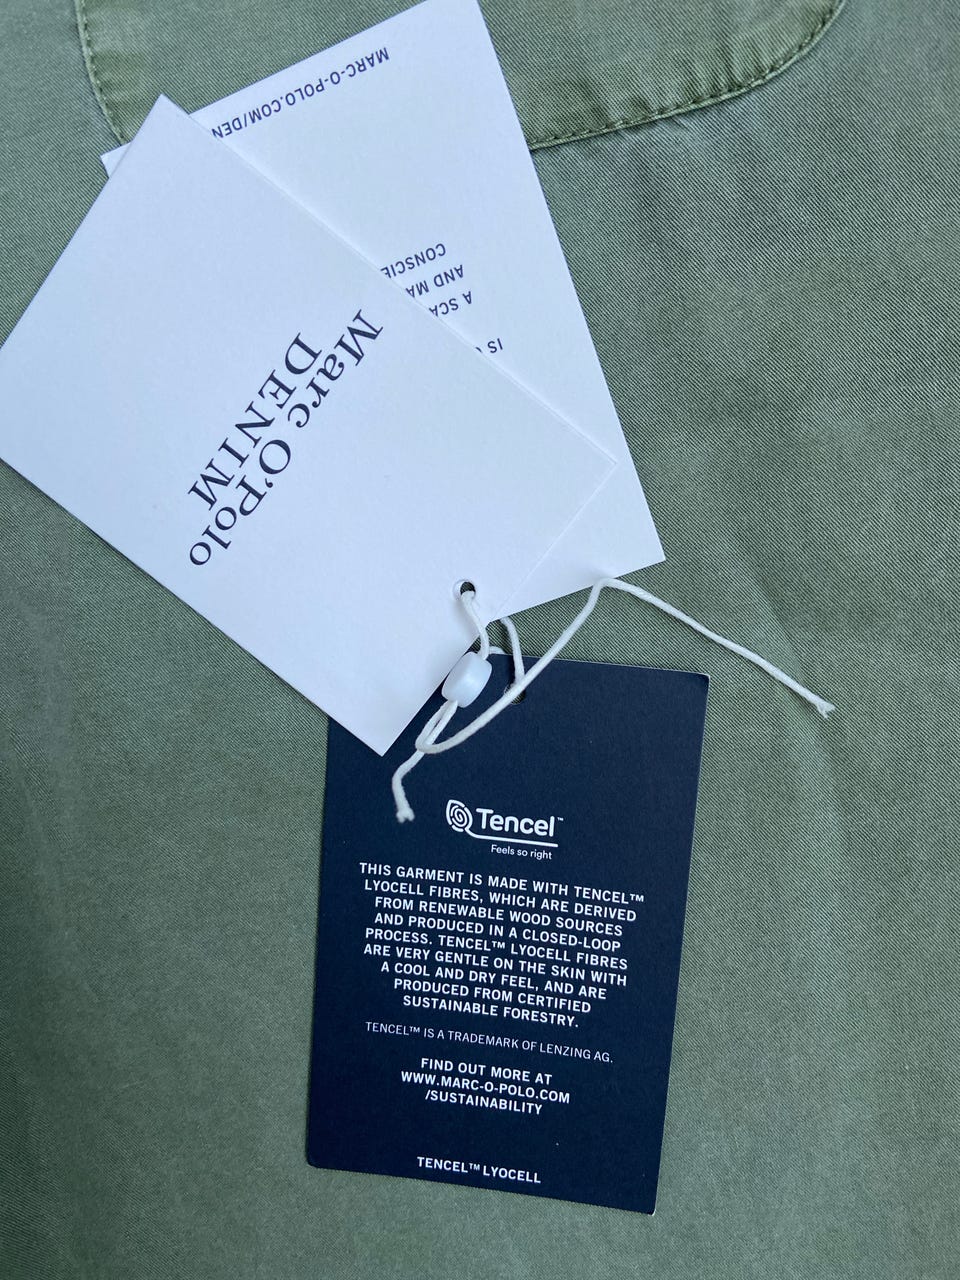 MARC-O-POLO.COM/DEN
IS
A
AND
Marc O'Polo
DENIM
Tencel™
Feels so right
THIS GARMENT IS MADE WITH TENCEL™
LYOCELL FIBRES, WHICH ARE DERIVED
FROM RENEWABLE WOOD SOURCES
AND PRODUCED IN A CLOSED-LOOP
PROCESS. TENCEL™ LYOCELL FIBRES
ARE VERY GENTLE ON THE SKIN WITH
A COOL AND DRY FEEL, AND ARE
PRODUCED FROM CERTIFIED
SUSTAINABLE FORESTRY.
TENCEL™ IS A TRADEMARK OF LENZING AG.
FIND OUT MORE AT
WWW.MARC-O-POLO.COM
/SUSTAINABILITY
TENCEL™ LYOCELL